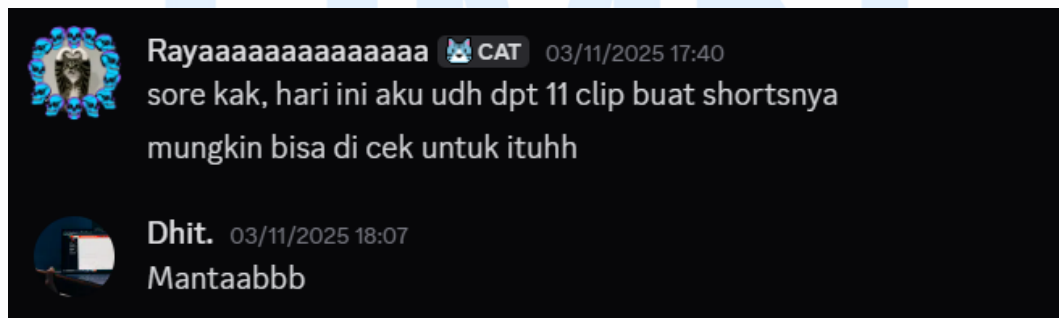 Rayaaaaaaaaaaaaaa CAT 03/11/2025 17:40
sore kak, hari ini aku udh dpt 11 clip buat shortsnya
mungkin bisa di cek untuk ituhh
Dhit. 03/11/2025 18:07
Mantaabbb